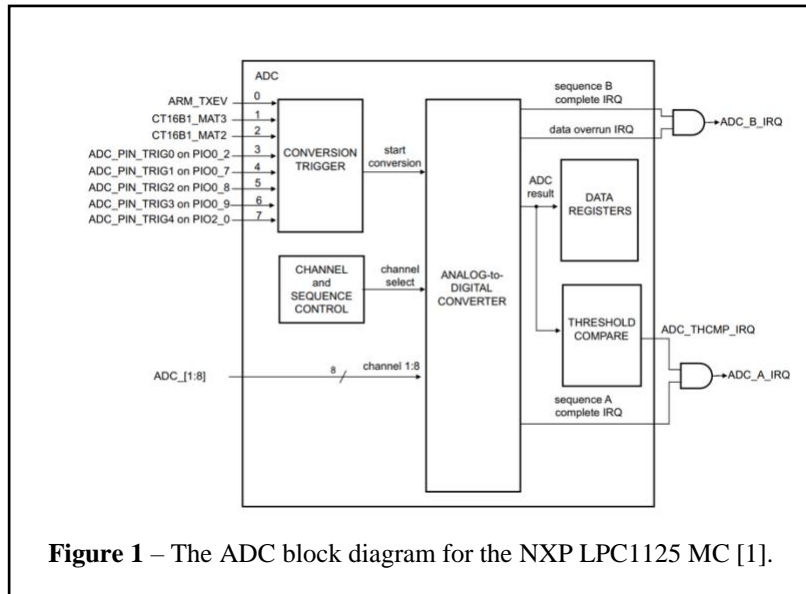 ADC
ARM_TXEV 0
CT16B1_MAT3 1
CT16B1_MAT2 2
ADC_PIN_TRIG0 on PIO0_2 3
ADC_PIN_TRIG1 on PIO0_7 4
ADC_PIN_TRIG2 on PIO0_8 5
ADC_PIN_TRIG3 on PIO0_9 6
ADC_PIN_TRIG4 on PIO2_0 7
CONVERSION
TRIGGER
start
conversion
CHANNEL
and
SEQUENCE
CONTROL
channel
select
ADC_[1:8]
8
channel 1:8
ANALOG-to-
DIGITAL
CONVERTER
sequence B
complete IRQ
data overrun IRQ
ADC_B_IRQ
ADC
result
DATA
REGISTERS
THRESHOLD
COMPARE
ADC_THCMP_IRQ
ADC_A_IRQ
sequence A
complete IRQ
Figure 1 – The ADC block diagram for the NXP LPC1125 MC [1].